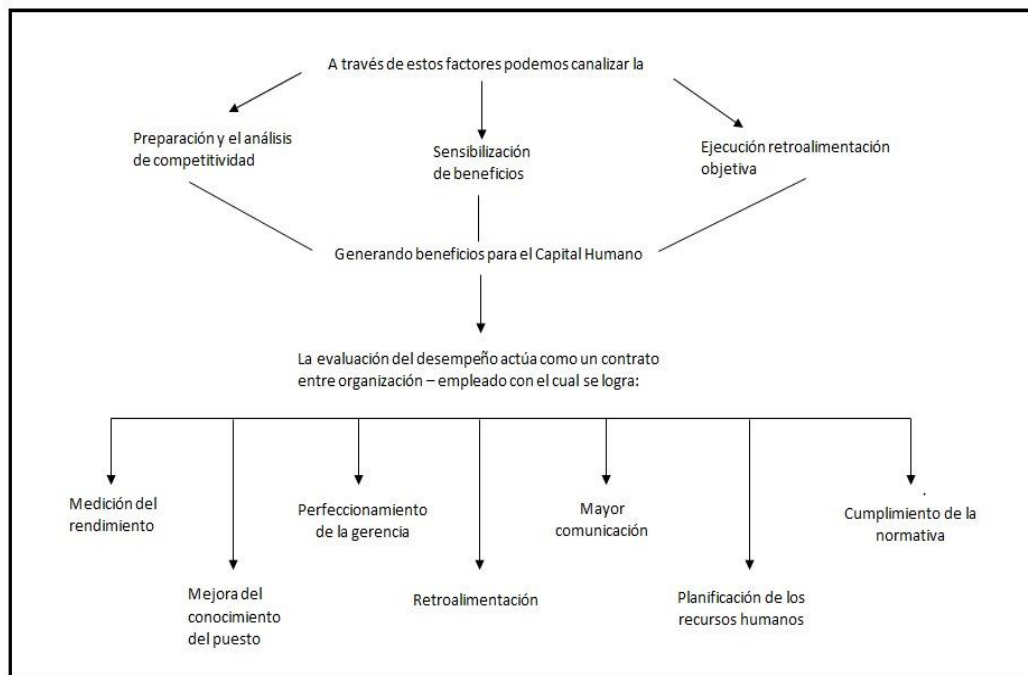 A través de estos factores podemos canalizar la
Preparación y el análisis
de competitividad
Sensibilización
de beneficios
Ejecución retroalimentación
objetiva
Generando beneficios para el Capital Humano
La evaluación del desempeño actúa como un contrato
entre organización – empleado con el cual se logra:
Medición del
rendimiento
Mejora del
conocimiento
del puesto
Perfeccionamiento
de la gerencia
Retroalimentación
Mayor
comunicación
Planificación de los
recursos humanos
Cumplimiento de la
normativa